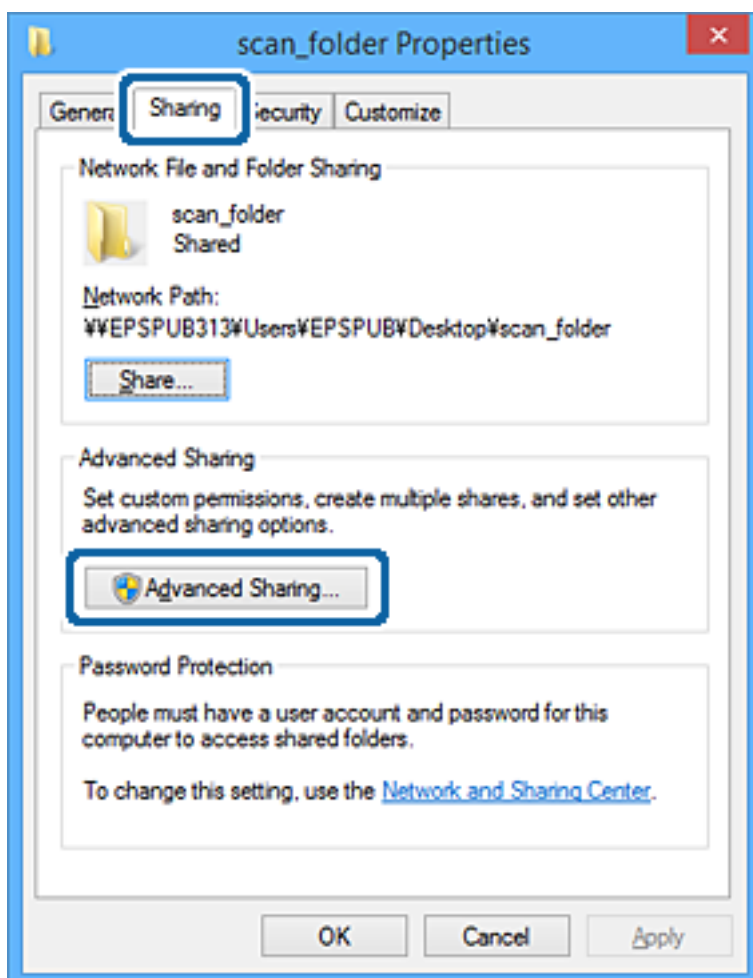 scan_folder Properties
Sharing
Customize
Network File and Folder Sharing
scan_folder
Shared
Network Path:
¥¥EPSPUB313¥Users¥EPSPUB¥Desktop¥scan_folder
Share...
Advanced Sharing
Set custom permissions, create multiple shares, and set other
advanced sharing options.
Advanced Sharing...
Password Protection
People must have a user account and password for this
computer to access shared folders.
To change this setting, use the Network and Sharing Center.
OK Cancel Apply